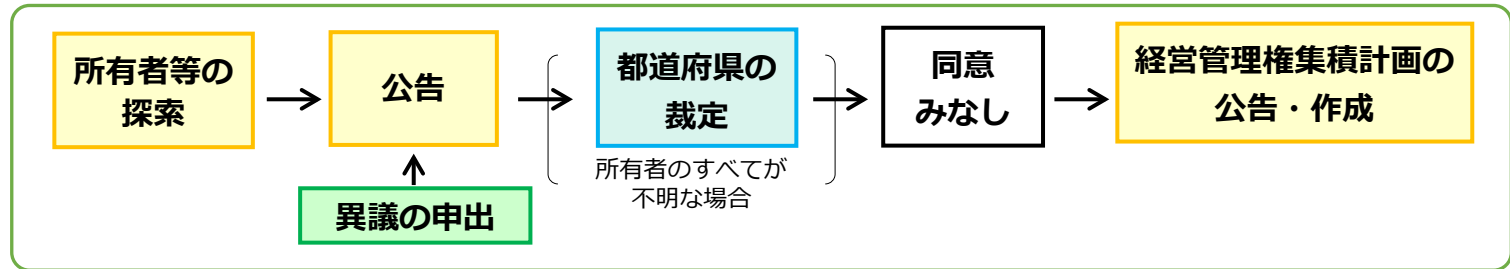 所有者等の
探索
公告
異議の申出
都道府県の
裁定
所有者のすべてが
不明な場合
同意
みなし
経営管理権集積計画の
公告・作成